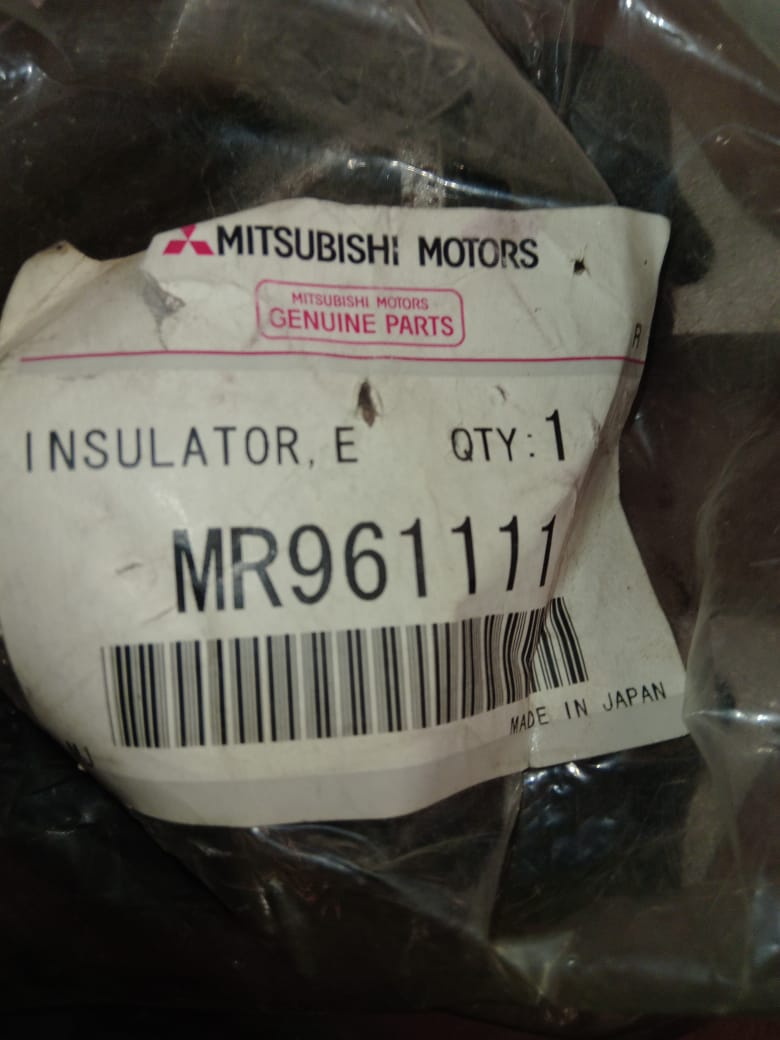 MITSUBISHI MOTORS
MITSUBISHI MOTORS
GENUINE PARTS
R
INSULATOR, E QTY: 1
MR961111
MADE IN JAPAN